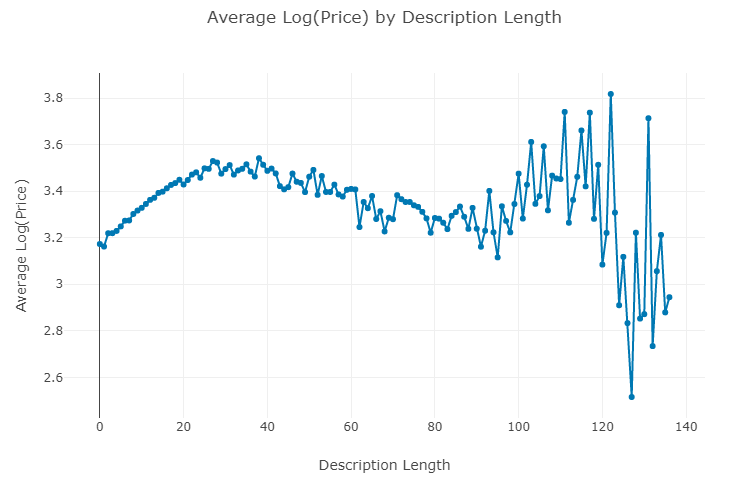 Average Log(Price) by Description Length
Average Log(Price)
3.8
3.6
3.4
3.2
3
2.8
2.6
0 20 40 60 80 100 120 140
Description Length